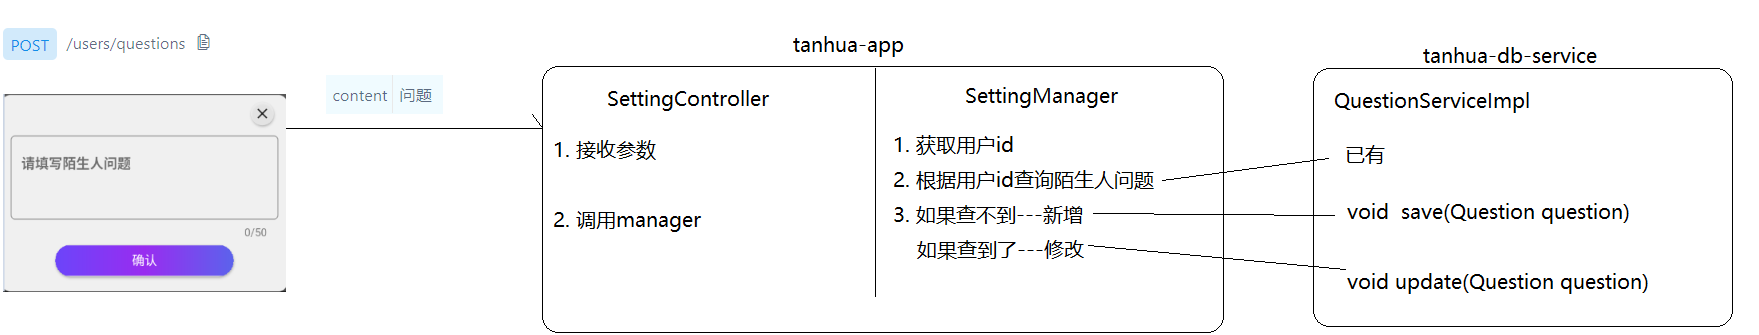 POST /users/questions
请填写陌生人问题
0/50
确认
content 问题
tanhua-app
SettingController
1. 接收参数
2. 调用manager
SettingManager
1. 获取用户id
2. 根据用户id查询陌生人问题
3. 如果查不到---新增
如果查到了---修改
tanhua-db-service
QuestionServiceImpl
已有
void save(Question question)
void update(Question question)